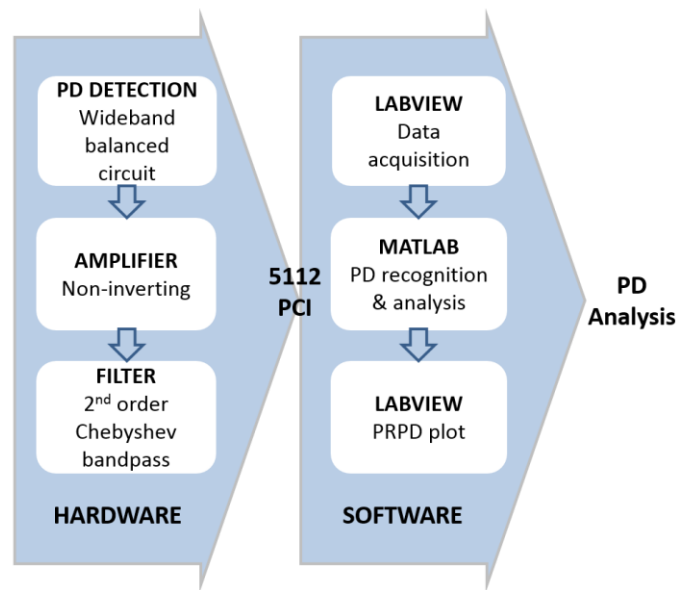 PD DETECTION
Wideband
balanced
circuit
AMPLIFIER
Non-inverting
FILTER
2nd order
Chebyshev
bandpass
HARDWARE
5112
PCI
LABVIEW
Data
acquisition
MATLAB
PD recognition
& analysis
LABVIEW
PRPD plot
SOFTWARE
PD
Analysis